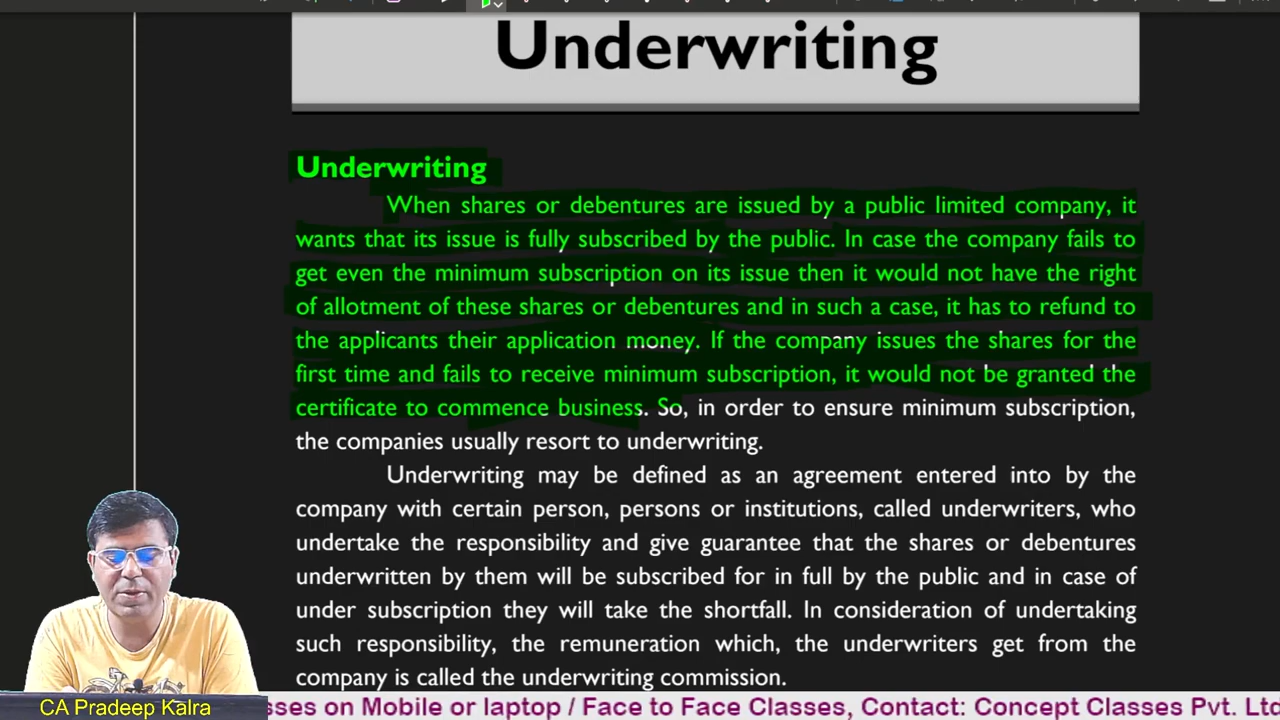 Underwriting
Underwriting
When shares or debentures are issued by a public limited company, it
wants that its issue is fully subscribed by the public. In case the company fails to
get even the minimum subscription on its issue then it would not have the right
of allotment of these shares or debentures and in such a case, it has to refund to
the applicants their application money. If the company issues the shares for the
first time and fails to receive minimum subscription, it would not be granted the
certificate to commence business. So, in order to ensure minimum subscription,
the companies usually resort to underwriting.
Underwriting may be defined as an agreement entered into by the
company with certain person, persons or institutions, called underwriters, who
undertake the responsibility and give guarantee that the shares or debentures
underwritten by them will be subscribed for in full by the public and in case of
under subscription they will take the shortfall. In consideration of undertaking
such responsibility, the remuneration which, the underwriters get from the
company is called the underwriting commission.
CA Pradeep Kalra
sses on Mobile or laptop / Face to Face Classes, Contact: Concept Classes Pvt. Ltd